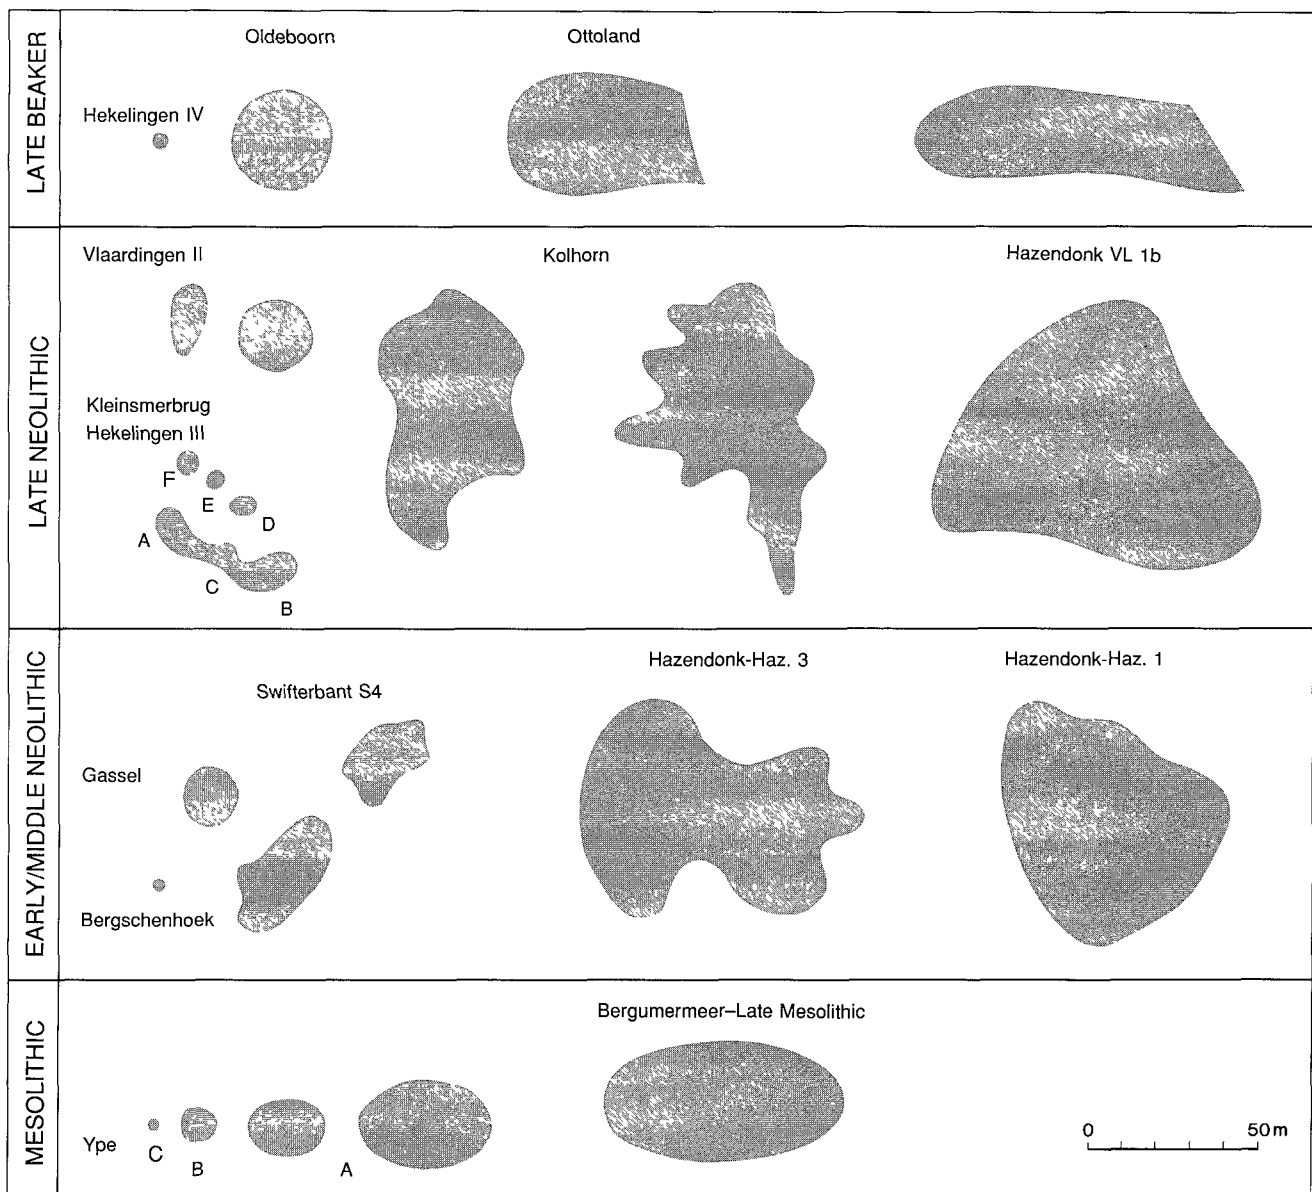 LATE BEAKER
Oldeboorn
Ottoland
Hekelingen IV
LATE NEOLITHIC
Vlaardingen II
Kolhorn
Hazendonk VL 1b
Kleinsmerbrug
Hekelingen III
F
E
D
A
C
B
EARLY/MIDDLE NEOLITHIC
Hazendonk-Haz. 3
Hazendonk-Haz. 1
Swifterbant S4
Gassel
Bergschenhoek
MESOLITHIC
Bergumermeer–Late Mesolithic
Ype
C
B
A
0 50m